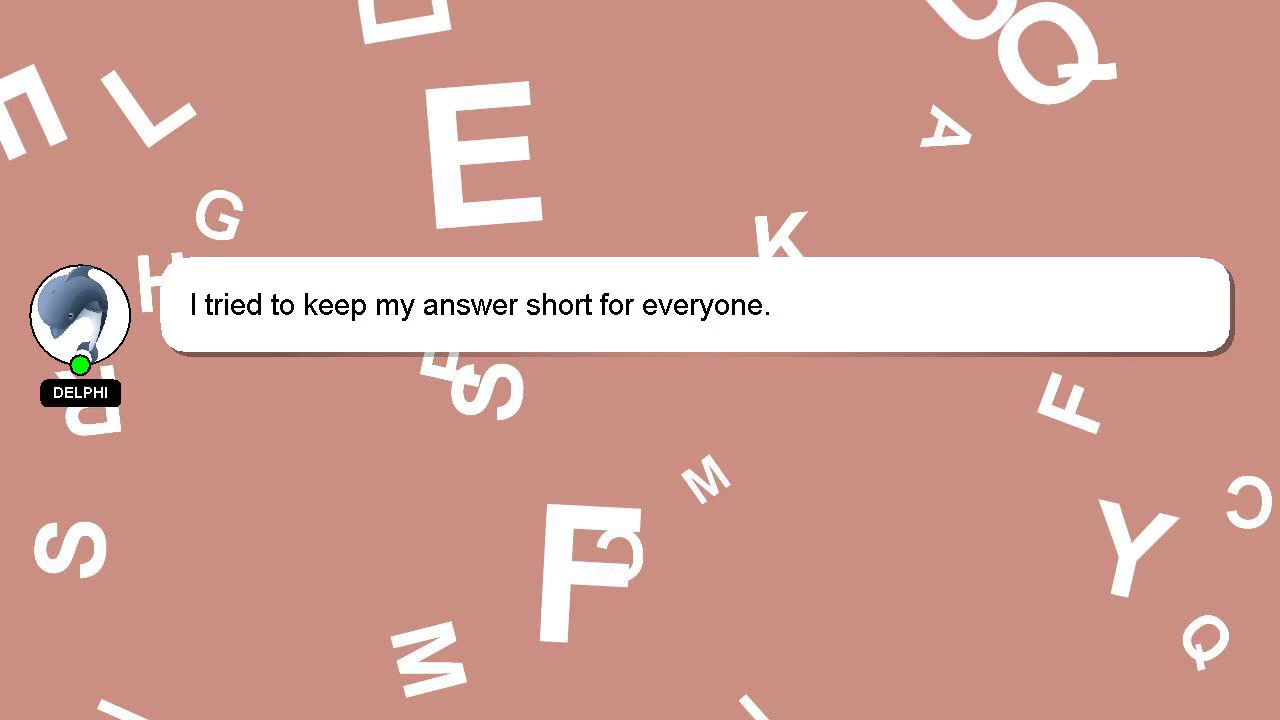 I tried to keep my answer short for everyone.
DELPHI
E
L
E
Q
A
G
K
H
F
S
R
F
M
S
F
G
Y
C
Q
M